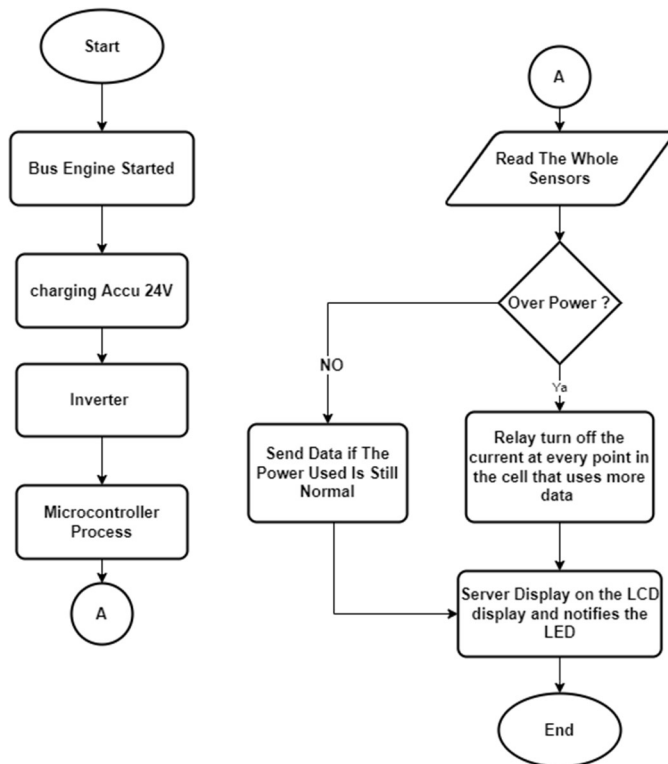 Start
Bus Engine Started
charging Accu 24V
Inverter
Microcontroller
Process
A
A
Read The Whole
Sensors
Over Power ?
NO
Ya
Send Data if The
Power Used Is Still
Normal
Relay turn off the
current at every point in
the cell that uses more
data
Server Display on the LCD
display and notifies the
LED
End